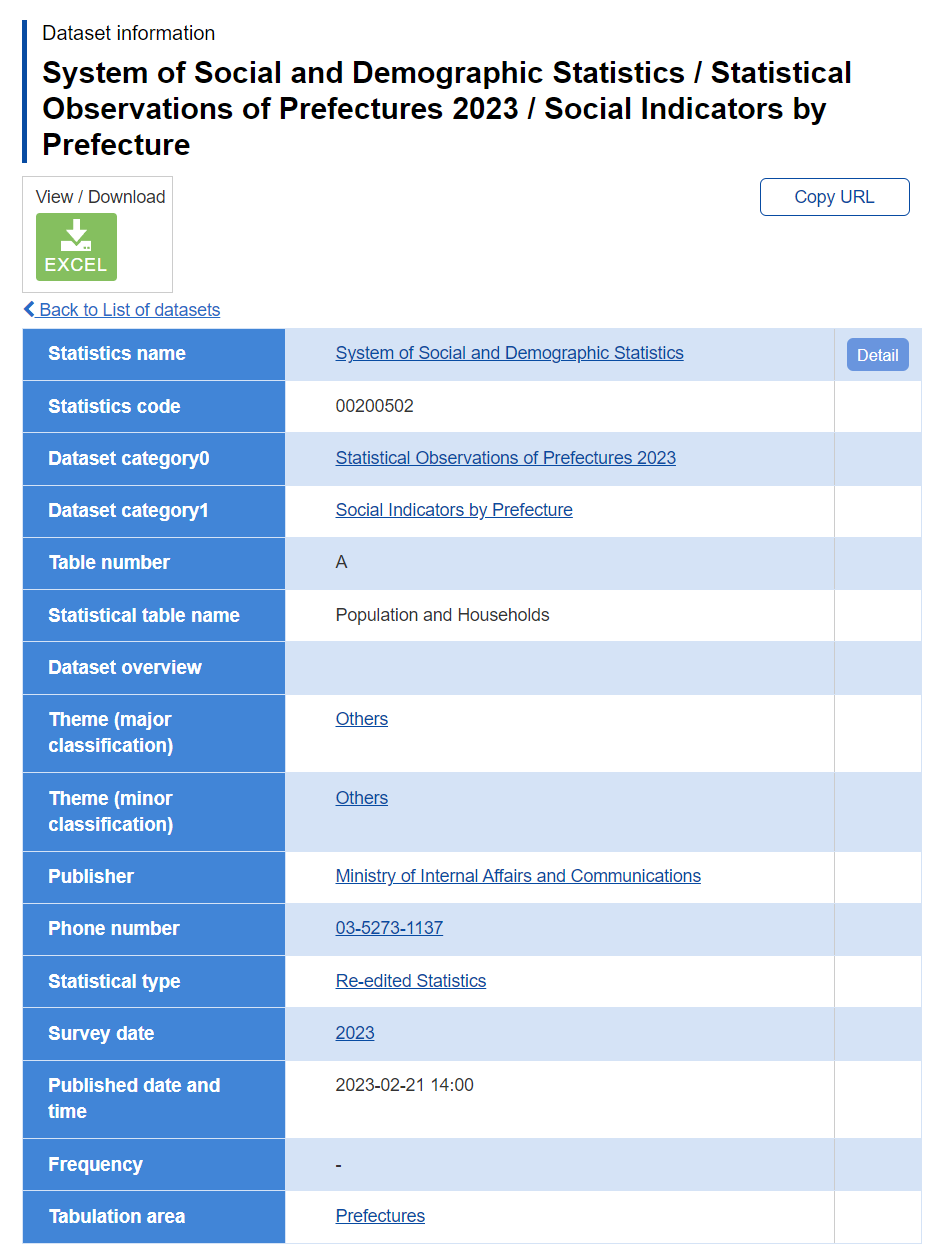 Dataset information
System of Social and Demographic Statistics / Statistical
Observations of Prefectures 2023 / Social Indicators by
Prefecture
View / Download
Copy URL
EXCEL
Back to List of datasets
Statistics name
System of Social and Demographic Statistics
Detail
Statistics code
00200502
Dataset category0
Statistical Observations of Prefectures 2023
Dataset category1
Social Indicators by Prefecture
Table number
A
Statistical table name
Population and Households
Dataset overview
Theme (major
classification)
Others
Theme (minor
classification)
Others
Publisher
Ministry of Internal Affairs and Communications
Phone number
03-5273-1137
Statistical type
Re-edited Statistics
Survey date
2023
Published date and
time
2023-02-21 14:00
Frequency
-
Tabulation area
Prefectures